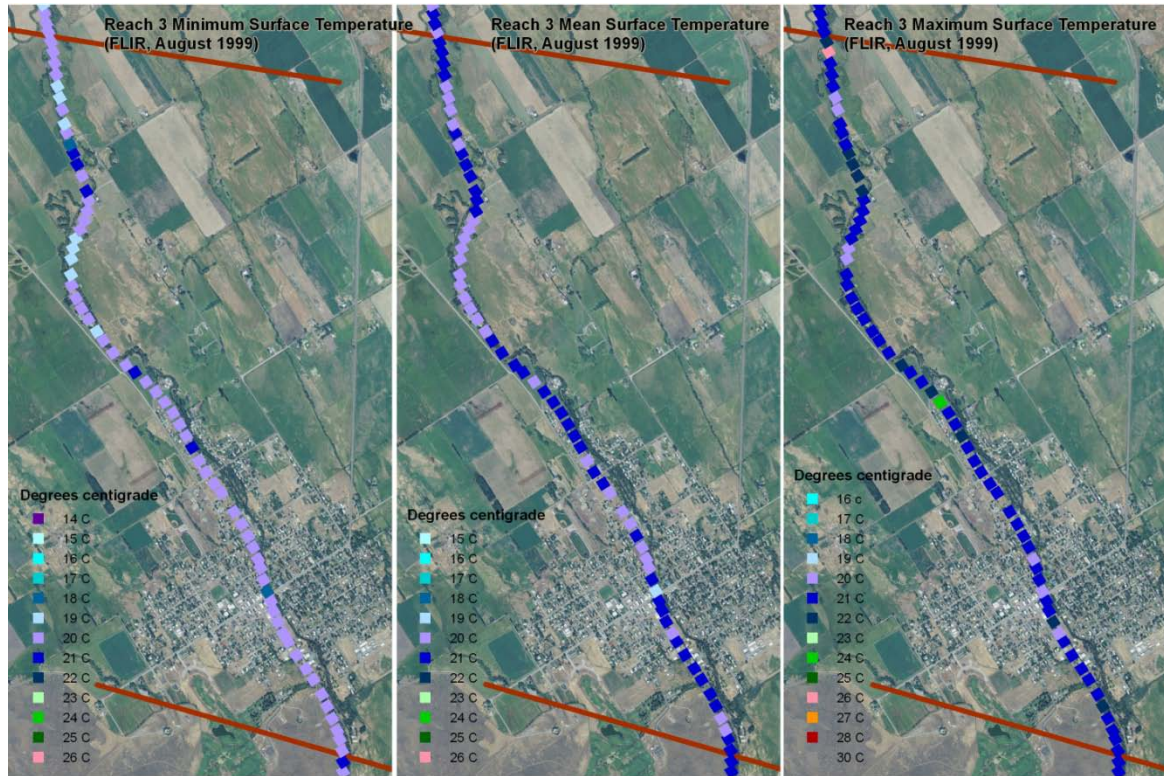 Reach 3 Minimum Surface Temperature
(FLIR, August 1999)
Degrees centigrade
14 C
15 C
16 C
17 C
18 C
19 C
20 C
21 C
22 C
23 C
24 C
25 C
26 C
Reach 3 Mean Surface Temperature
(FLIR, August 1999)
Degrees centigrade
15 C
16 C
17 C
18 C
19 C
20 C
21 C
22 C
23 C
24 C
25 C
26 C
Reach 3 Maximum Surface Temperature
(FLIR, August 1999)
Degrees centigrade
16 c
17 C
18 C
19 C
20 C
21 C
22 C
23 C
24 C
25 C
26 C
27 C
28 C
30 C